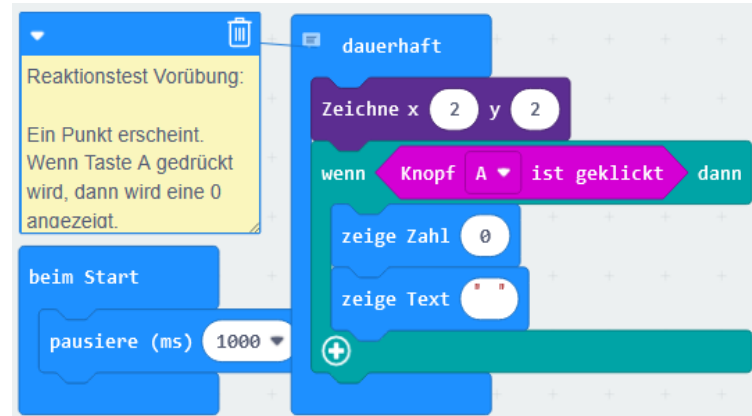 Reaktionstest Vorübung:
Ein Punkt erscheint.
Wenn Taste A gedrückt
wird, dann wird eine 0
angezeigt.
beim Start
pausiere (ms) 1000
dauerhaft
Zeichne x 2 y 2
wenn Knopf A ist geklickt dann
zeige Zahl 0
zeige Text " "